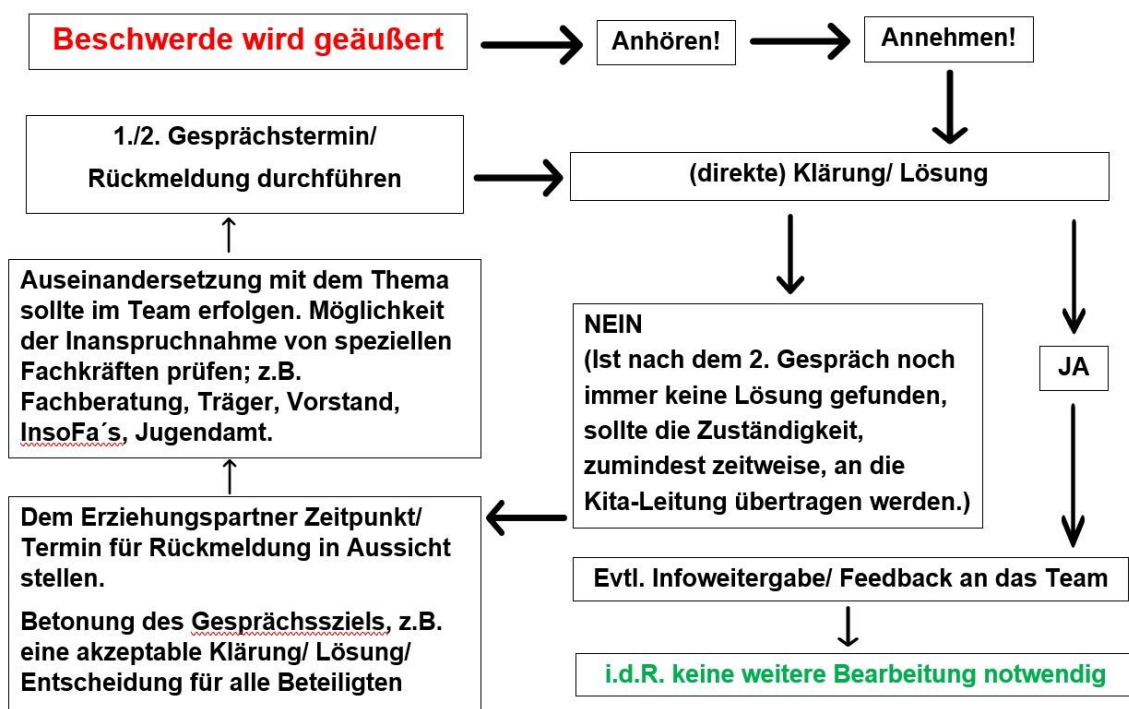 Beschwerde wird geäußert
Anhören!
Annehmen!
1./2. Gesprächstermin/
Rückmeldung durchführen
(direkte) Klärung/ Lösung
Auseinandersetzung mit dem Thema
sollte im Team erfolgen. Möglichkeit
der Inanspruchnahme von speziellen
Fachkräften prüfen; z.B.
Fachberatung, Träger, Vorstand,
InsoFa´s, Jugendamt.
NEIN
(Ist nach dem 2. Gespräch noch
immer keine Lösung gefunden,
sollte die Zuständigkeit,
zumindest zeitweise, an die
Kita-Leitung übertragen werden.)
JA
Dem Erziehungspartner Zeitpunkt/
Termin für Rückmeldung in Aussicht
stellen.
Betonung des Gesprächssziels, z.B.
eine akzeptable Klärung/ Lösung/
Entscheidung für alle Beteiligten
Evtl. Infoweitergabe/ Feedback an das Team
i.d.R. keine weitere Bearbeitung notwendig